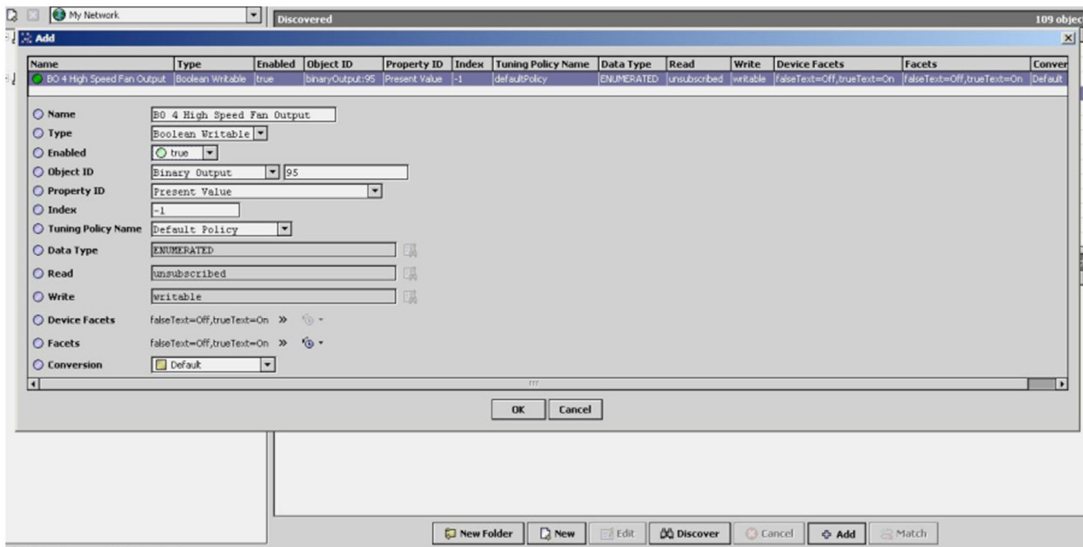 My Network
Discovered 109 objec
Add
Name Type Enabled Object ID Property ID Index Tuning Policy Name Data Type Read Write Device Facets Facets Conver
BO 4 High Speed Fan Output Boolean Writable true binaryOutput:95 Present Value -1 defaultPolicy ENUMERATED unsubscribed writable falseText=Off,trueText=On falseText=Off,trueText=On Default
Name BO 4 High Speed Fan Output
Type Boolean Writable
Enabled true
Object ID Binary Output 95
Property ID Present Value
Index -1
Tuning Policy Name Default Policy
Data Type ENUMERATED
Read unsubscribed
Write writable
Device Facets falseText=Off,trueText=On »
Facets falseText=Off,trueText=On »
Conversion Default
OK Cancel
New Folder New Edit Discover Cancel Add Match